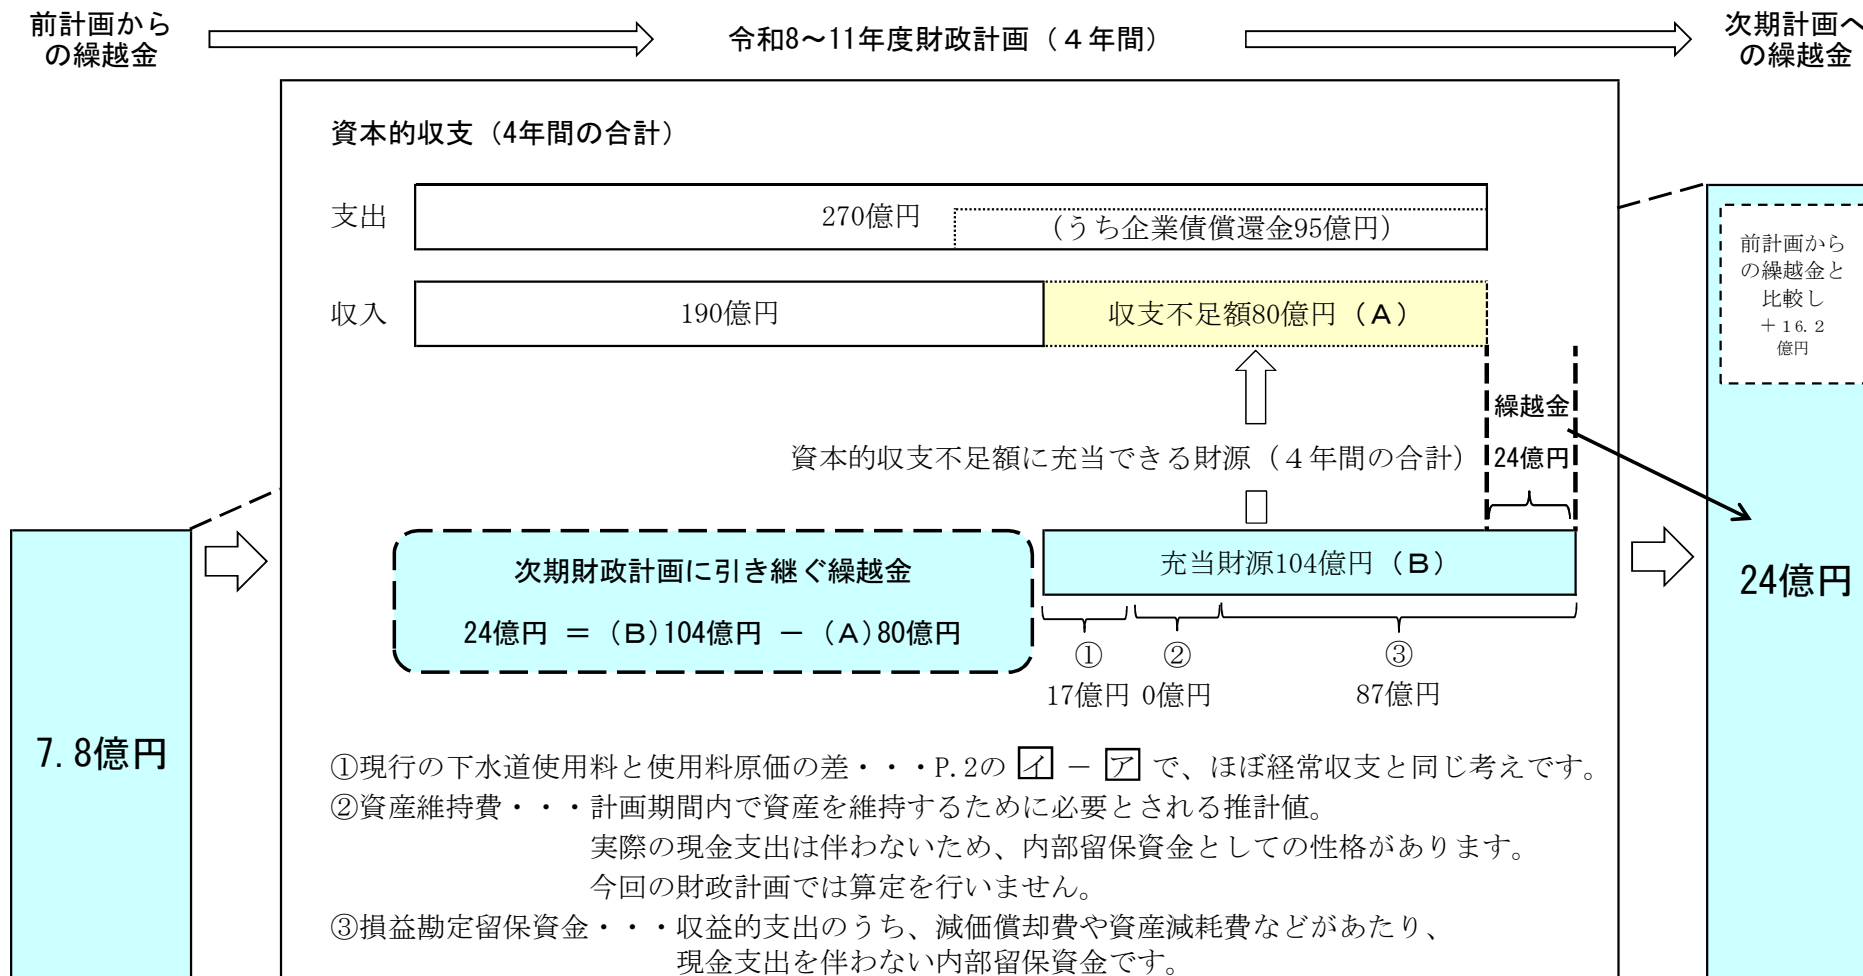 前計画から
の繰越金
令和8～11年度財政計画（４年間）
次期計画へ
の繰越金
資本的収支（4年間の合計）
支出
270億円
（うち企業債償還金95億円）
収入
190億円
収支不足額80億円（Ａ）
前計画から
の繰越金と
比較し
＋16.2
億円
繰越金
24億円
資本的収支不足額に充当できる財源（４年間の合計）
次期財政計画に引き継ぐ繰越金
24億円 ＝（Ｂ）104億円 －（Ａ）80億円
充当財源104億円（Ｂ）
①
②
③
17億円
0億円
87億円
7.8億円
24億円
①現行の下水道使用料と使用料原価の差・・・P.2の イ － ア で、ほぼ経常収支と同じ考えです。
②資産維持費・・・計画期間内で資産を維持するために必要とされる推計値。
実際の現金支出は伴わないため、内部留保資金としての性格があります。
今回の財政計画では算定を行いません。
③損益勘定留保資金・・・収益的支出のうち、減価償却費や資産減耗費などがあたり、
現金支出を伴わない内部留保資金です。